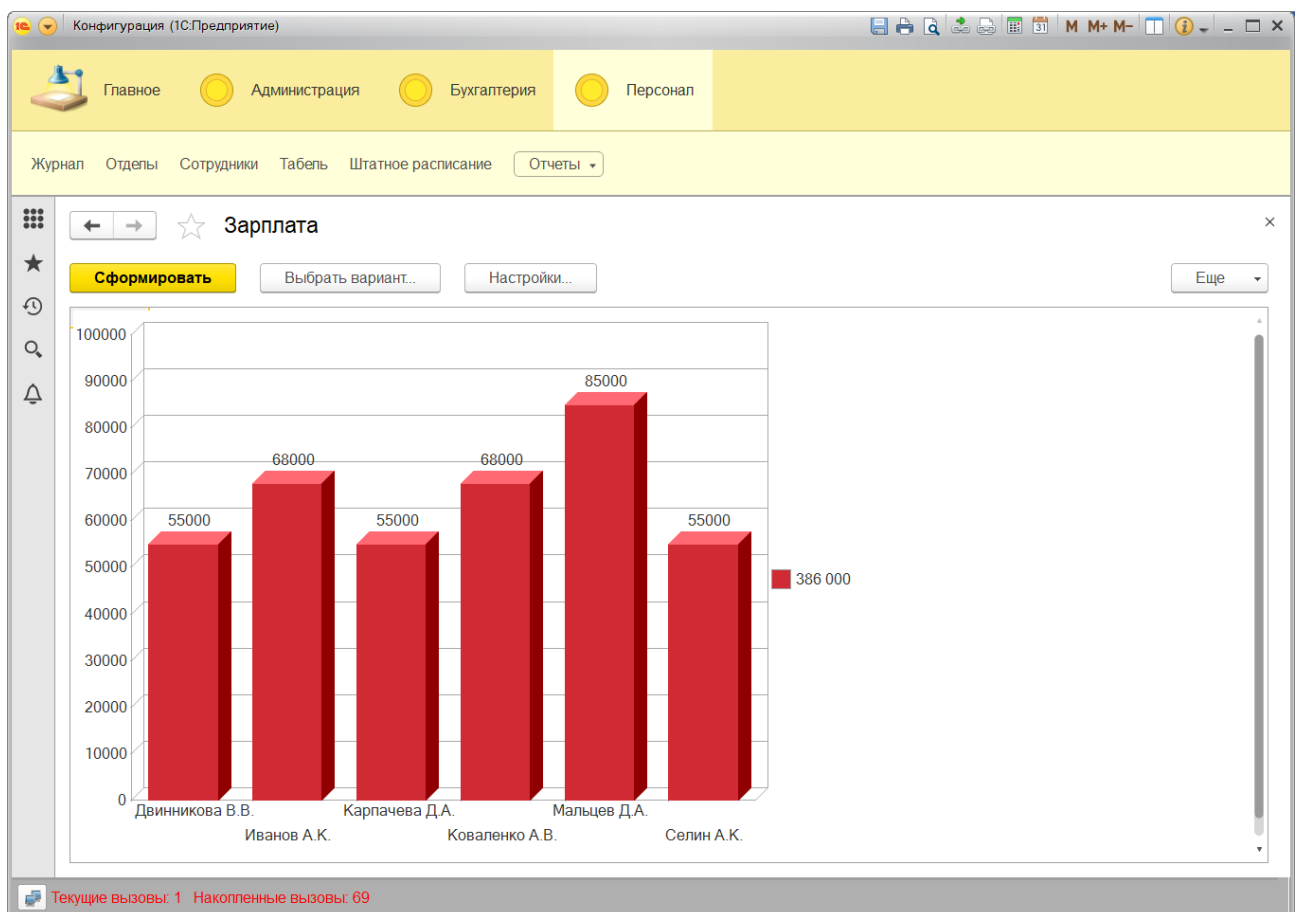 1С Конфигурация (1С:Предприятие) 31 M M+ M-
Главное Администрация Бухгалтерия Персонал
Журнал Отделы Сотрудники Табель Штатное расписание Отчеты
Зарплата
Сформировать Выбрать вариант... Настройки... Еще
100000
90000
80000
70000
60000
50000
40000
30000
20000
10000
0
55000
68000
55000
68000
85000
55000
386 000
Двинникова В.В. Карпачева Д.А. Мальцев Д.А.
Иванов А.К. Коваленко А.В. Селин А.К.
Текущие вызовы: 1 Накопленные вызовы: 69